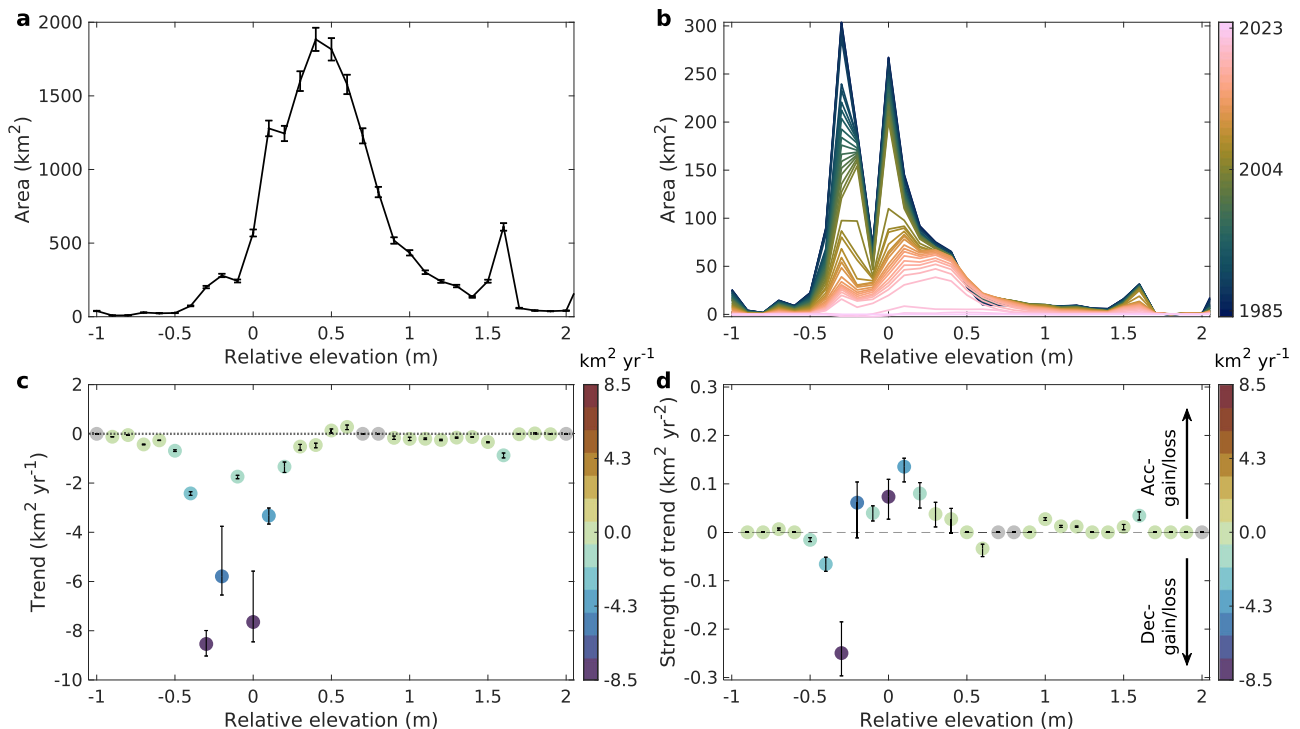 a
2000
1500
1000
500
0
Area (km²)
-1 -0.5 0 0.5 1 1.5 2
Relative elevation (m)
b
300
250
200
150
100
50
0
Area (km²)
-1 -0.5 0 0.5 1 1.5 2
Relative elevation (m)
2023
2004
1985
c
2
0
-2
-4
-6
-8
-10
Trend (km² yr⁻¹)
-1 -0.5 0 0.5 1 1.5 2
Relative elevation (m)
km² yr⁻¹
8.5
4.3
0.0
-4.3
-8.5
d
0.3
0.2
0.1
0
-0.1
-0.2
-0.3
Strength of trend (km² yr⁻²)
-1 -0.5 0 0.5 1 1.5 2
Relative elevation (m)
Acc-
gain/loss
Dec-
gain/loss
km² yr⁻¹
8.5
4.3
0.0
-4.3
-8.5